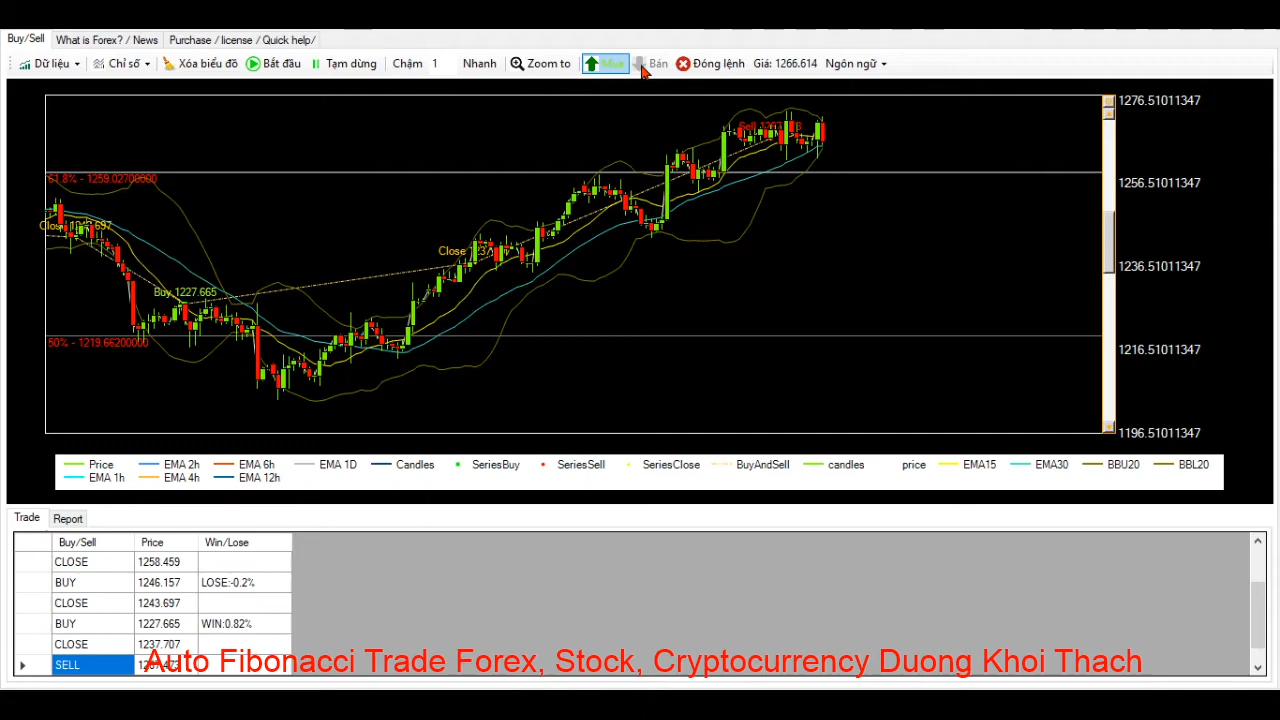 Buy/Sell What is Forex? / News Purchase / license / Quick help/
Dữ liệu Chỉ số Xóa biểu đồ Bắt đầu Tạm dừng Chậm 1 Nhanh Zoom to Mua Bán Đóng lệnh Giá: 1266.614 Ngôn ngữ
1276.51011347
61.8% - 1259.02700000
1256.51011347
Close
Close
1236.51011347
Buy 1227.665
50% - 1219.66200000
1216.51011347
1196.51011347
Price EMA 2h EMA 6h EMA 1D Candles SeriesBuy SeriesSell SeriesClose BuyAndSell candles price EMA15 EMA30 BBU20 BBL20
EMA 1h EMA 4h EMA 12h
Trade Report
Buy/Sell Price Win/Lose
CLOSE 1258.459
BUY 1246.157 LOSE:-0.2%
CLOSE 1243.697
BUY 1227.665 WIN:0.82%
CLOSE 1237.707
SELL
Auto Fibonacci Trade Forex, Stock, Cryptocurrency Duong Khoi Thach